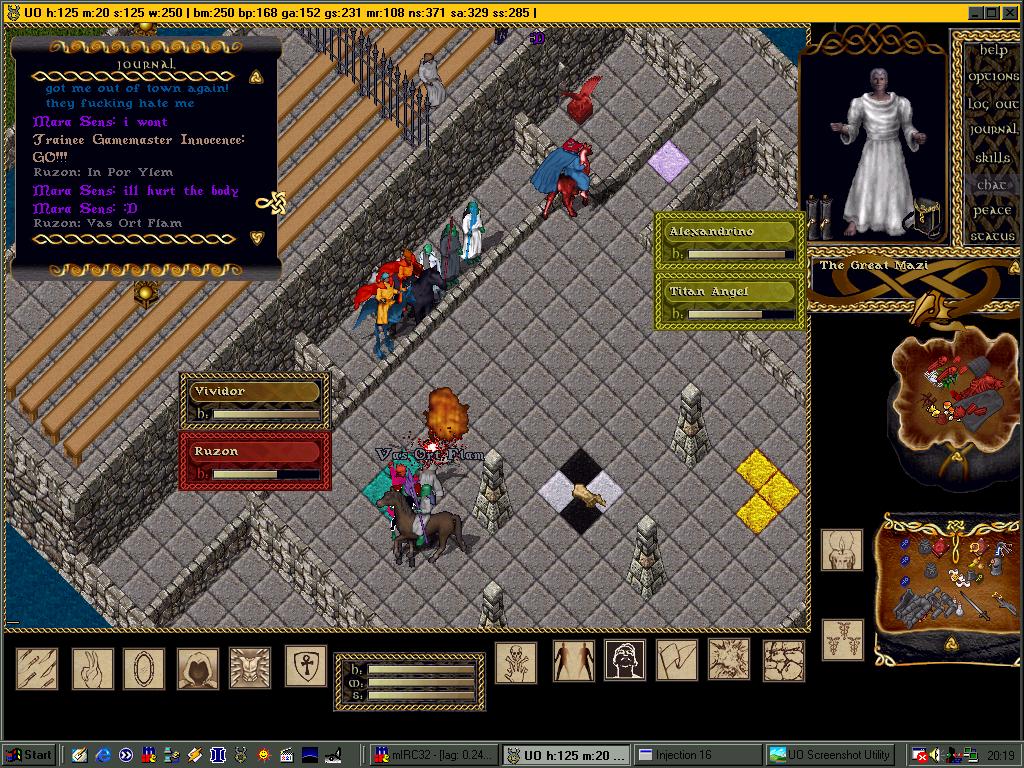 UO h:125 m:20 s:125 w:250 | bm:250 bp:168 ga:152 gs:231 mr:108 ns:371 sa:329 ss:285 |
:D
JOURNAL
got me out of town again!
they fucking hate me
Mara Sens: i wont
Trainee Gamemaster Innocence:
GO!!!
Ruzon: In Por Ylem
Mara Sens: ill hurt the body
Mara Sens: :D
Ruzon: Vas Ort Flam
HELP
OPTIONS
LOG OUT
JOURNAL
SKILLS
CHAT
PEACE
STATUS
The Great Mazi
Alexandrino
h:
Titan Angel
h:
Vividor
h:
Ruzon
h:
Vas Ort Flam
h:
m:
s:
Start
mIRC32 - [lag: 0.24...
UO h:125 m:20 ...
Injection 16
UO Screenshot Utility
20:19